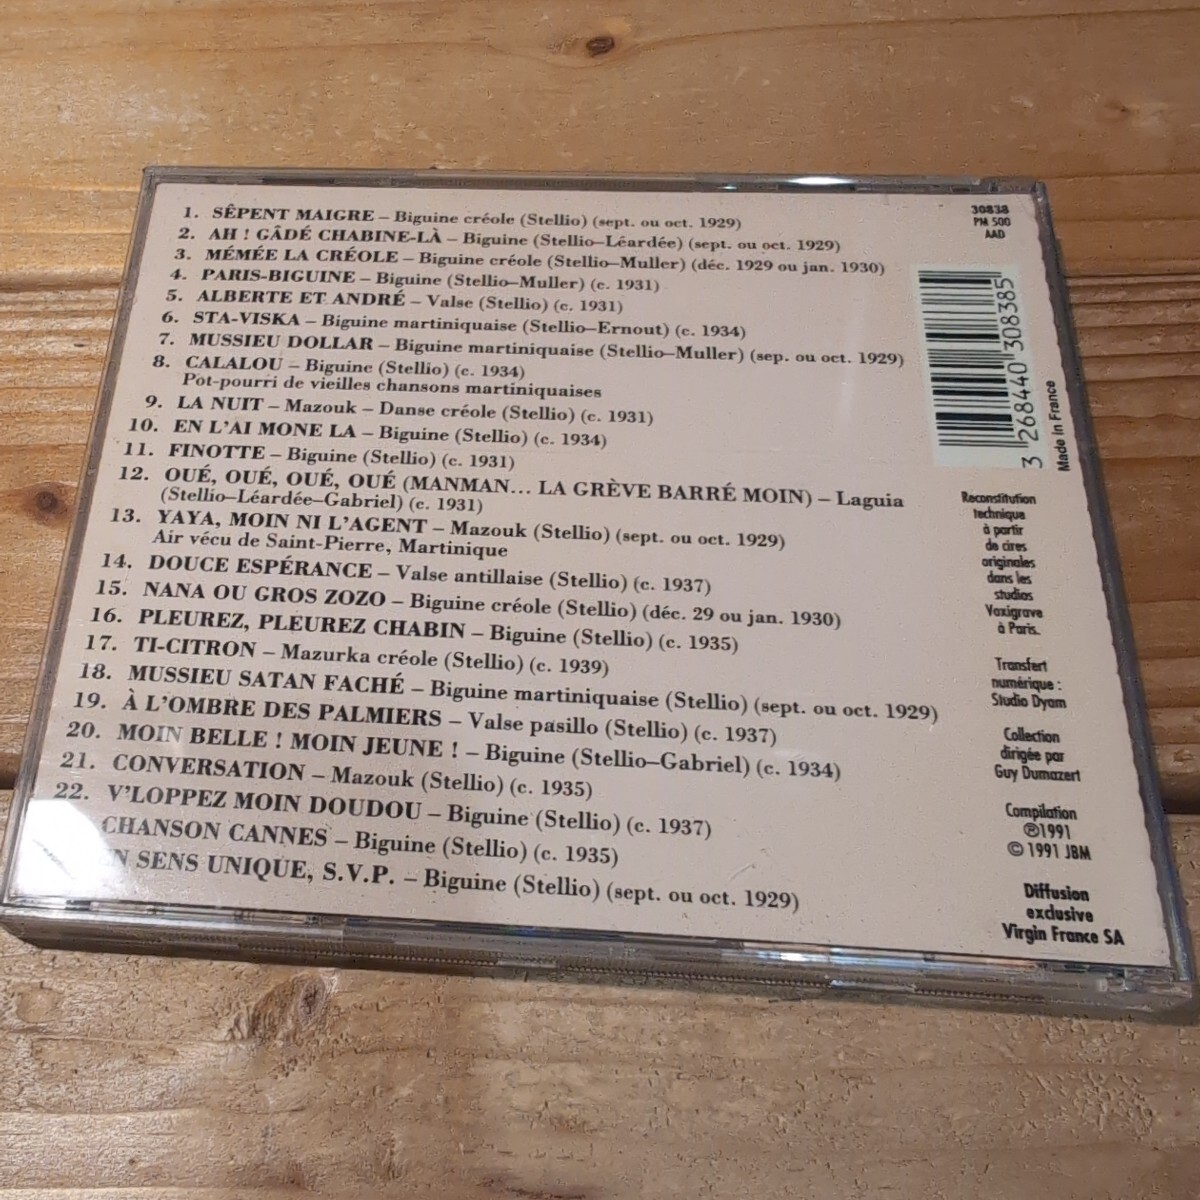 1. SÊPENT MAIGRE – Biguine créole (Stellio) (sept. ou oct. 1929)
2. AH ! GÂDÉ CHABINE-LÀ – Biguine (Stellio–Léardée) (sept. ou oct. 1929)
3. MÉMÉE LA CRÉOLE – Biguine créole (Stellio–Muller) (déc. 1929 ou jan. 1930)
4. PARIS-BIGUINE – Biguine (Stellio–Muller) (c. 1931)
5. ALBERTE ET ANDRÉ – Valse (Stellio) (c. 1931)
6. STA-VISKA – Biguine martiniquaise (Stellio–Ernout) (c. 1934)
7. MUSSIEU DOLLAR – Biguine martiniquaise (Stellio–Muller) (sep. ou oct. 1929)
8. CALALOU – Biguine (Stellio) (c. 1934)
Pot-pourri de vieilles chansons martiniquaises
9. LA NUIT – Mazouk – Danse créole (Stellio) (c. 1931)
10. EN L'AI MONE LA – Biguine (Stellio) (c. 1934)
11. FINOTTE – Biguine (Stellio) (c. 1931)
12. OUÉ, OUÉ, OUÉ, OUÉ (MANMAN... LA GRÈVE BARRÉ MOIN) – Laguia
(Stellio–Léardée–Gabriel) (c. 1931)
13. YAYA, MOIN NI L'AGENT – Mazouk (Stellio) (sept. ou oct. 1929)
Air vécu de Saint-Pierre, Martinique
14. DOUCE ESPÉRANCE – Valse antillaise (Stellio) (c. 1937)
15. NANA OU GROS ZOZO – Biguine créole (Stellio) (déc. 29 ou jan. 1930)
16. PLEUREZ, PLEUREZ CHABIN – Biguine (Stellio) (c. 1935)
17. TI-CITRON – Mazurka créole (Stellio) (c. 1939)
18. MUSSIEU SATAN FACHÉ – Biguine martiniquaise (Stellio) (sept. ou oct. 1929)
19. À L'OMBRE DES PALMIERS – Valse pasillo (Stellio) (c. 1937)
20. MOIN BELLE ! MOIN JEUNE ! – Biguine (Stellio–Gabriel) (c. 1934)
21. CONVERSATION – Mazouk (Stellio) (c. 1935)
22. V'LOPPEZ MOIN DOUDOU – Biguine (Stellio) (c. 1937)
CHANSON CANNES – Biguine (Stellio) (c. 1935)
SENS UNIQUE, S.V.P. – Biguine (Stellio) (sept. ou oct. 1929)
30838
PM 500
AAD
3 268440 308385
Made in France
Reconstitution
technique
à partir
de cires
originales
dans les
studios
Voxigrave
à Paris.
Transfert
numérique :
Studio Dyam
Collection
dirigée par
Guy Dumazert
Compilation
℗1991
© 1991 JBM
Diffusion
exclusive
Virgin France SA